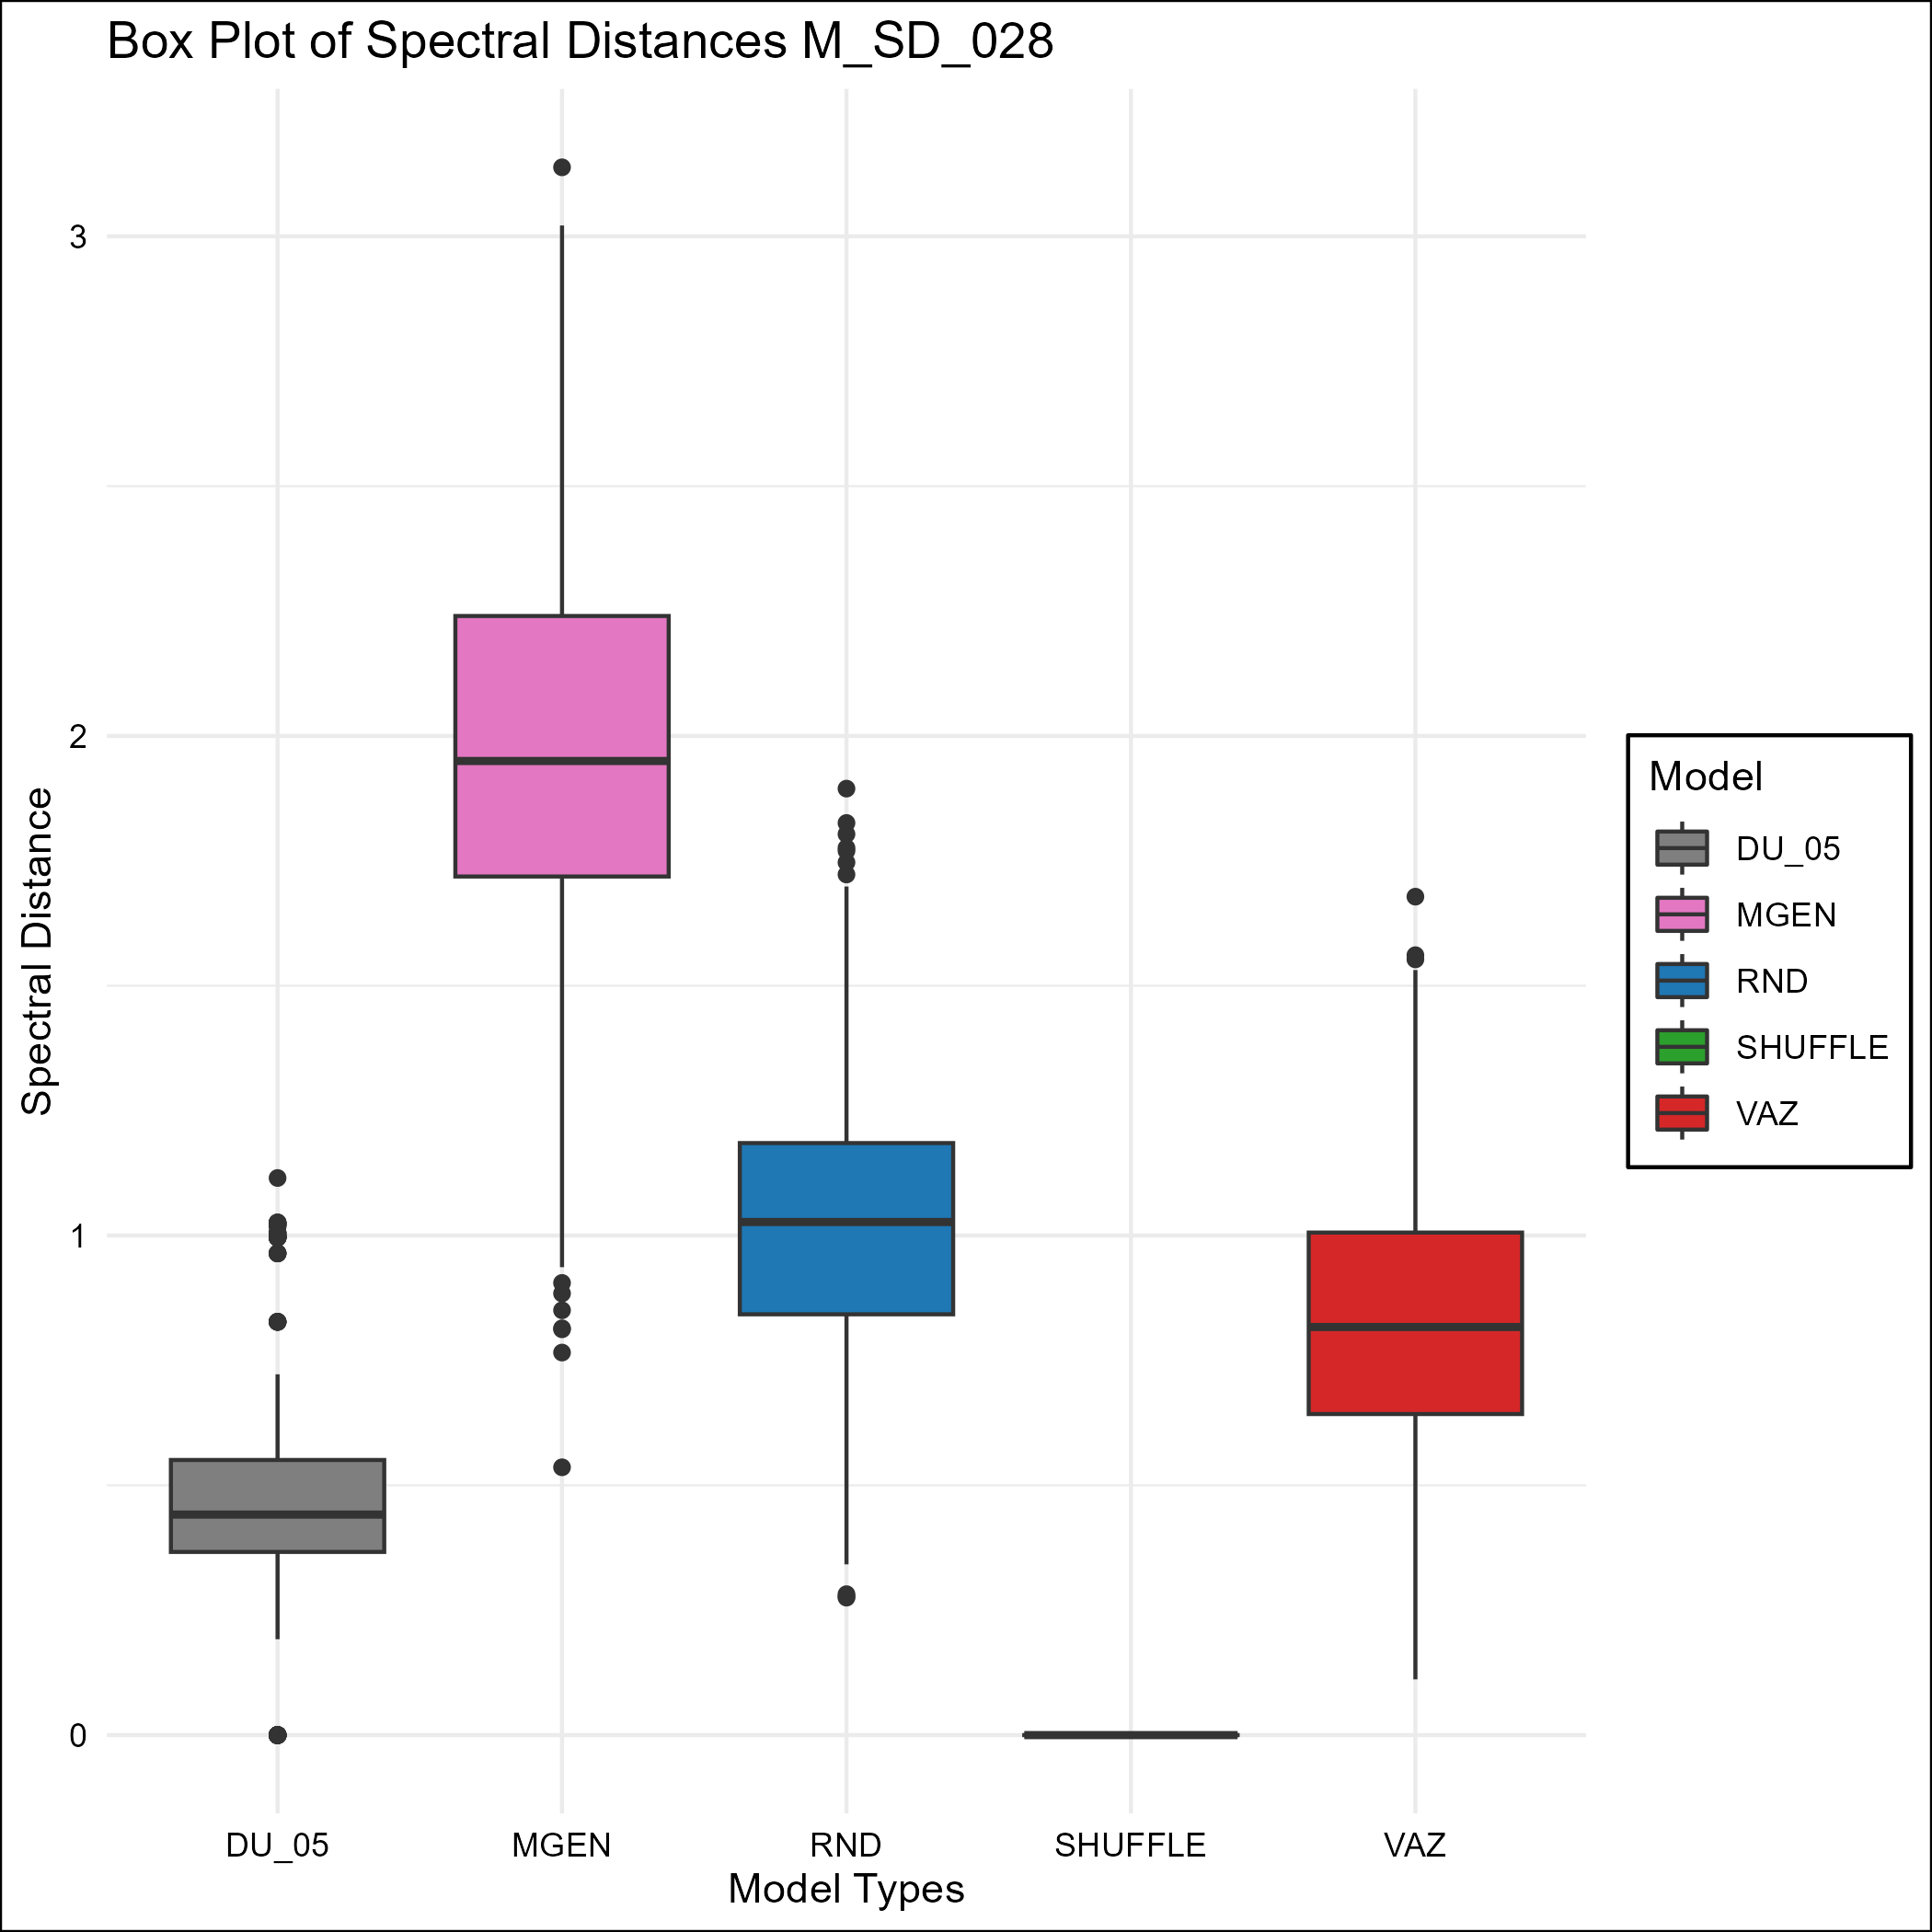 Box Plot of Spectral Distances M_SD_028
3
2
1
0
Spectral Distance
DU_05
MGEN
RND
SHUFFLE
VAZ
Model Types
Model
DU_05
MGEN
RND
SHUFFLE
VAZ